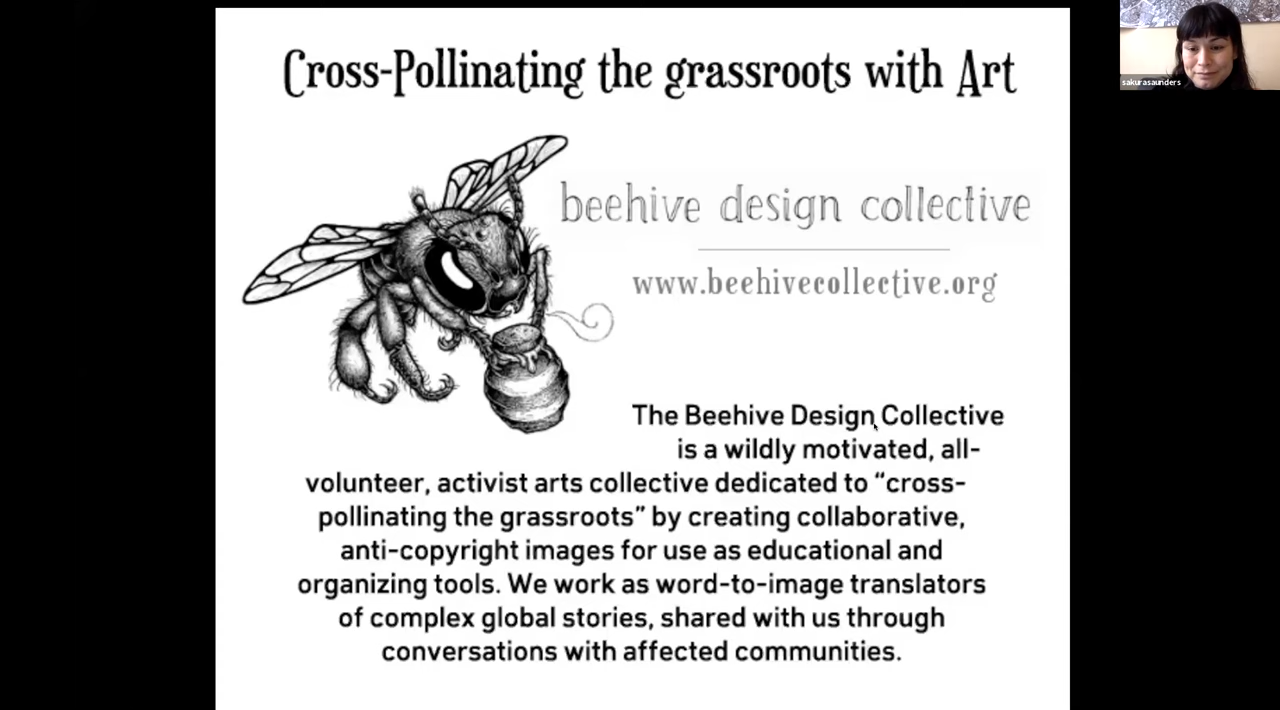 Cross-Pollinating the grassroots with Art
sakurasaunders
beehive design collective
www.beehivecollective.org
The Beehive Design Collective
is a wildly motivated, all-
volunteer, activist arts collective dedicated to “cross-
pollinating the grassroots” by creating collaborative,
anti-copyright images for use as educational and
organizing tools. We work as word-to-image translators
of complex global stories, shared with us through
conversations with affected communities.